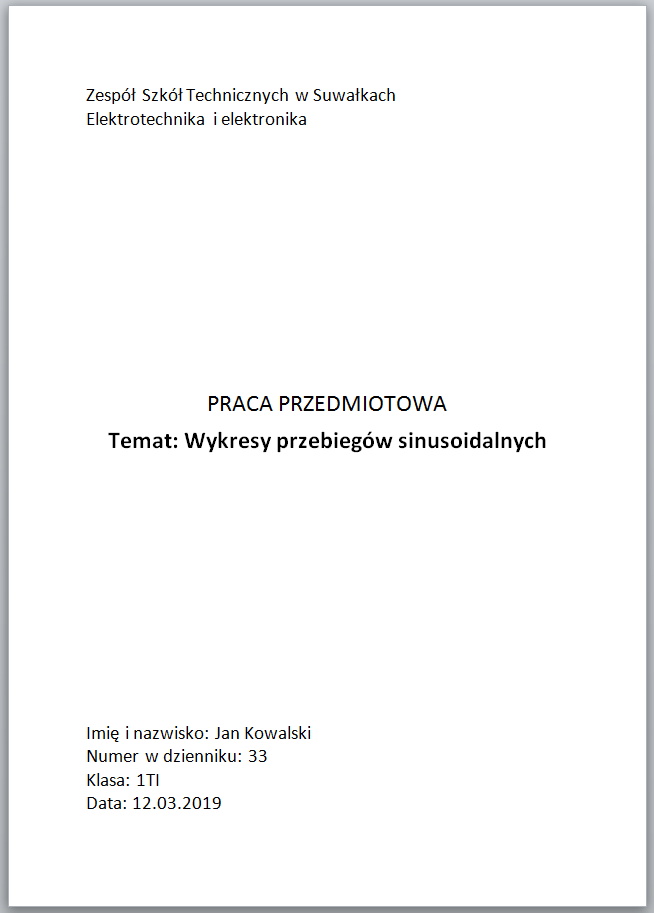 Zespół Szkół Technicznych w Suwałkach
Elektrotechnika i elektronika
PRACA PRZEDMIOTOWA
Temat: Wykresy przebiegów sinusoidalnych
Imię i nazwisko: Jan Kowalski
Numer w dzienniku: 33
Klasa: 1TI
Data: 12.03.2019